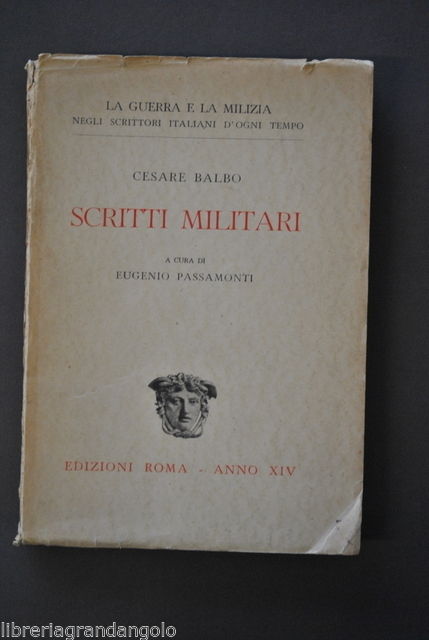 LA GUERRA E LA MILIZIA
NEGLI SCRITTORI ITALIANI D'OGNI TEMPO
CESARE BALBO
SCRITTI MILITARI
A CURA DI
EUGENIO PASSAMONTI
EDIZIONI ROMA - ANNO XIV
libreriagrandangolo